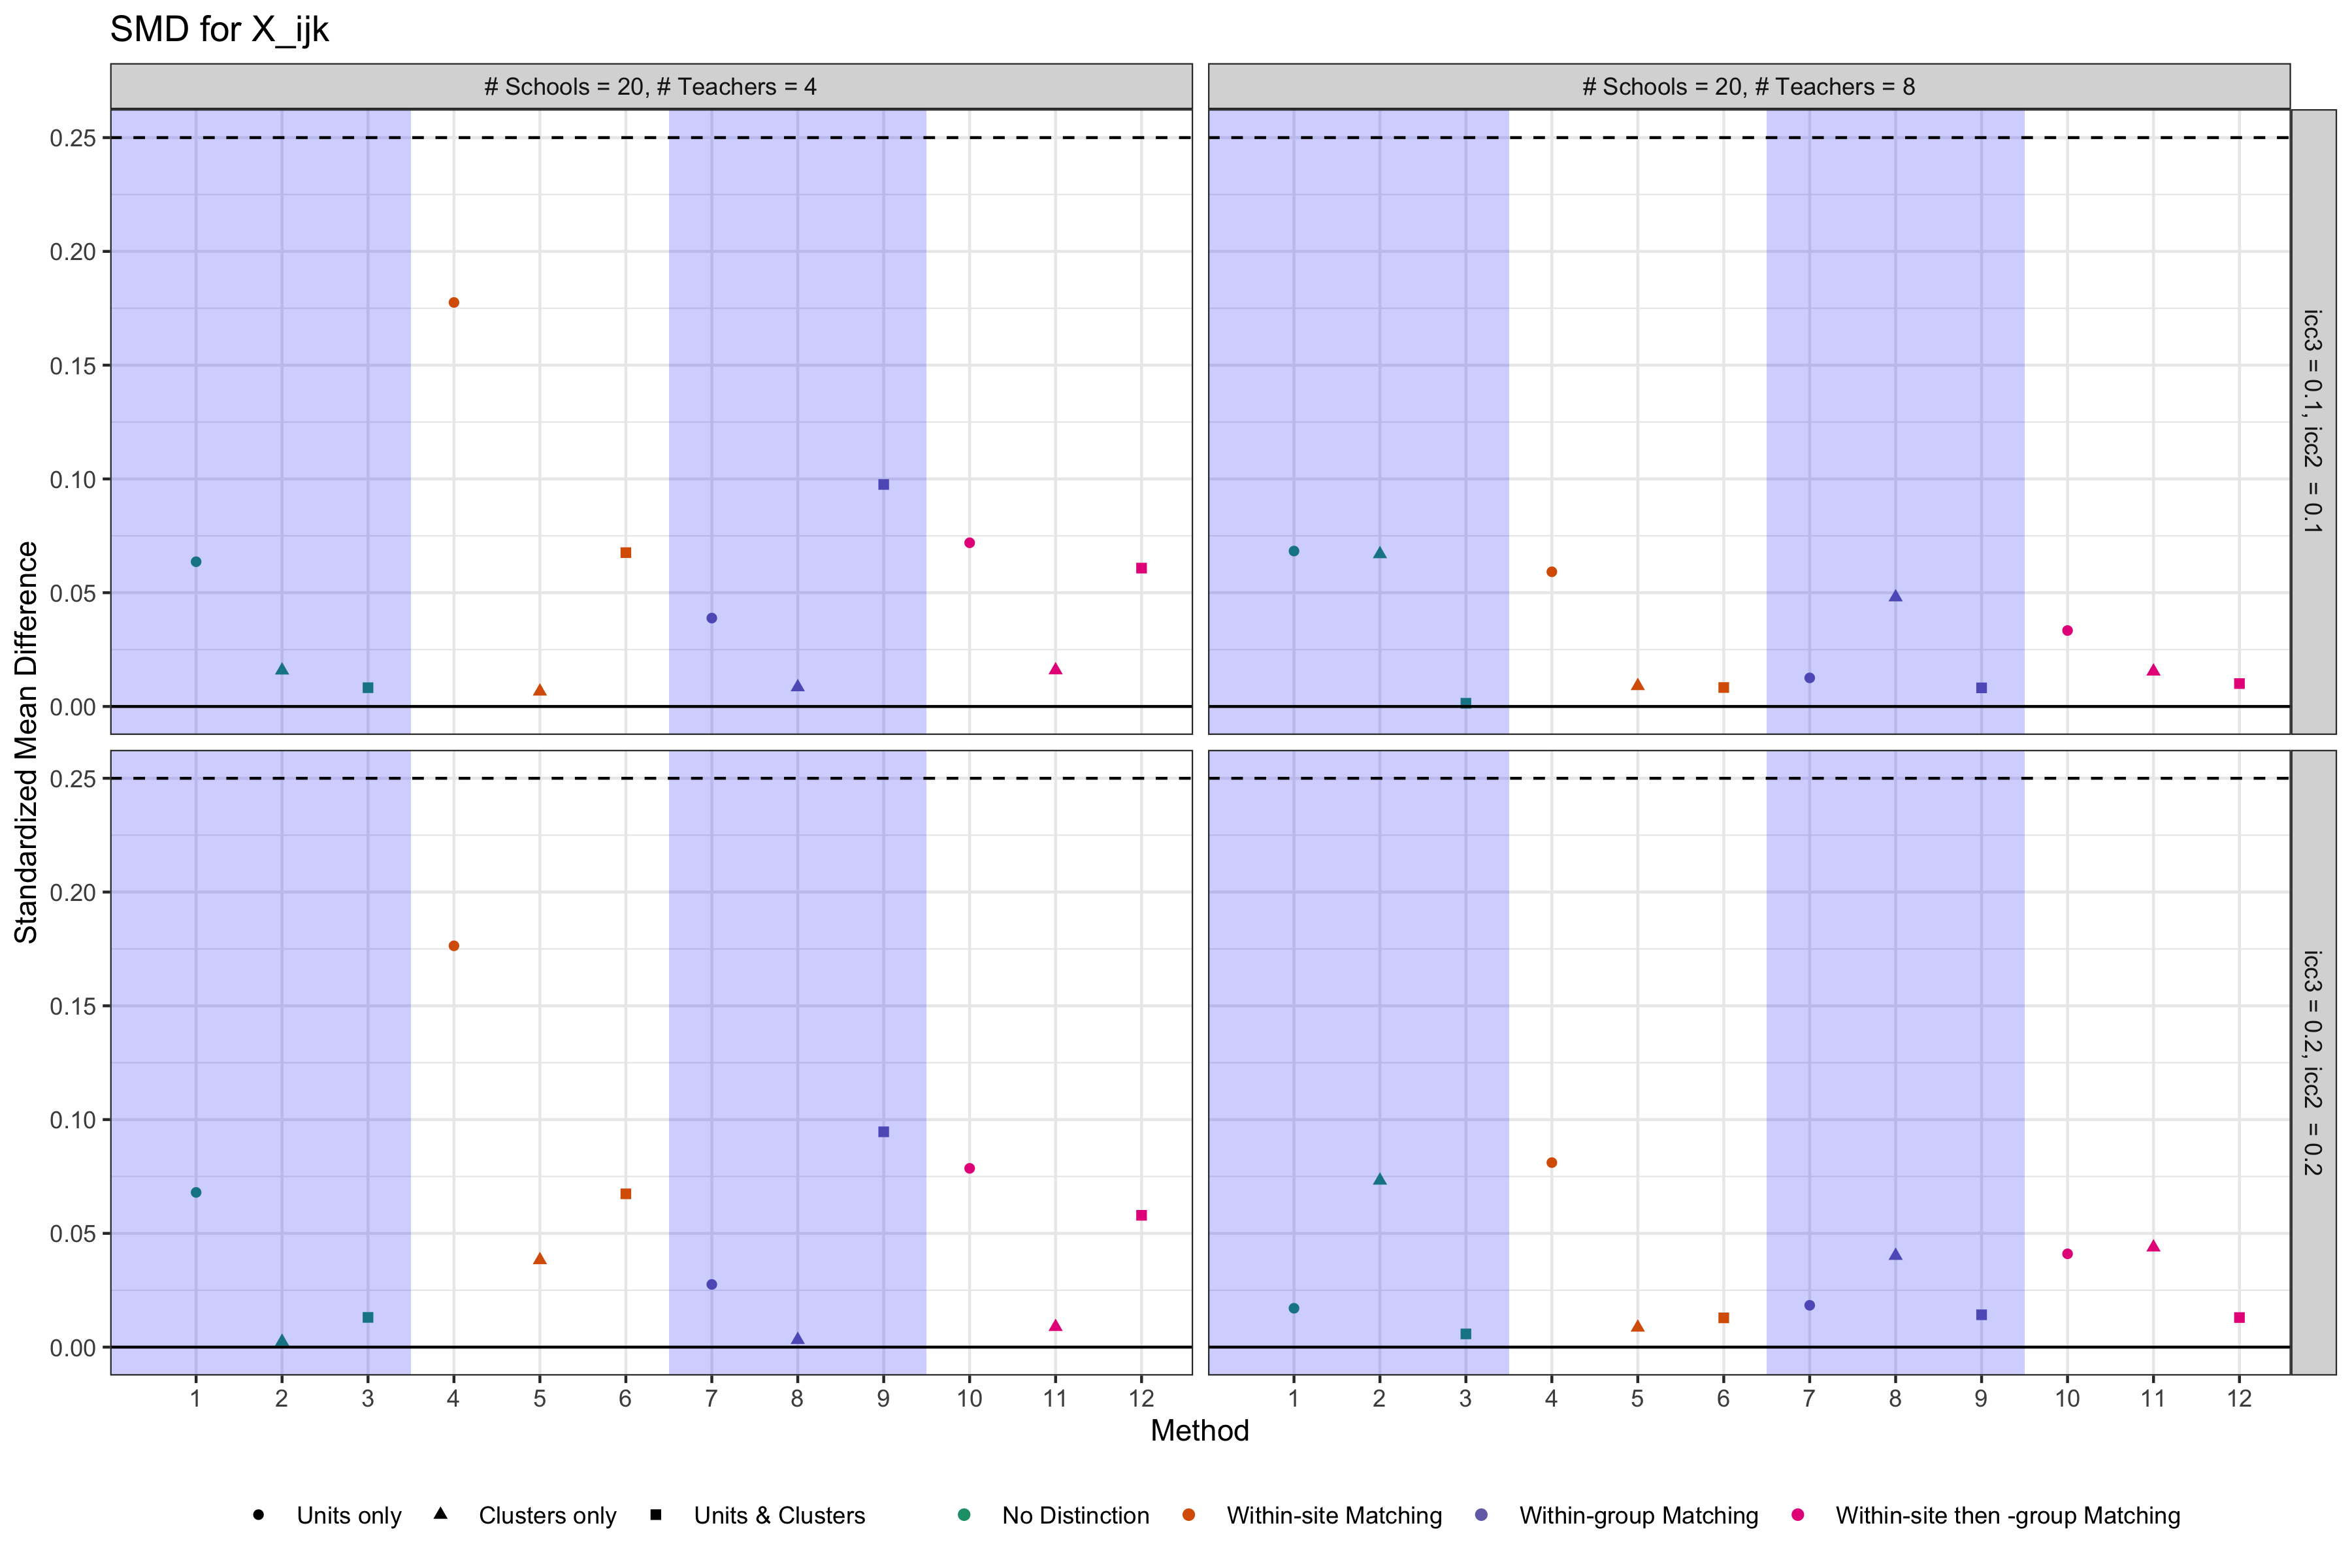 SMD for X_ijk
# Schools = 20, # Teachers = 4
# Schools = 20, # Teachers = 8
0.25
0.20
0.15
0.10
0.05
0.00
icc3 = 0.1, icc2  = 0.1
Standardized Mean Difference
0.25
0.20
0.15
0.10
0.05
0.00
icc3 = 0.2, icc2  = 0.2
1 2 3 4 5 6 7 8 9 10 11 12
1 2 3 4 5 6 7 8 9 10 11 12
Method
Units only Clusters only Units & Clusters No Distinction Within-site Matching Within-group Matching Within-site then -group Matching